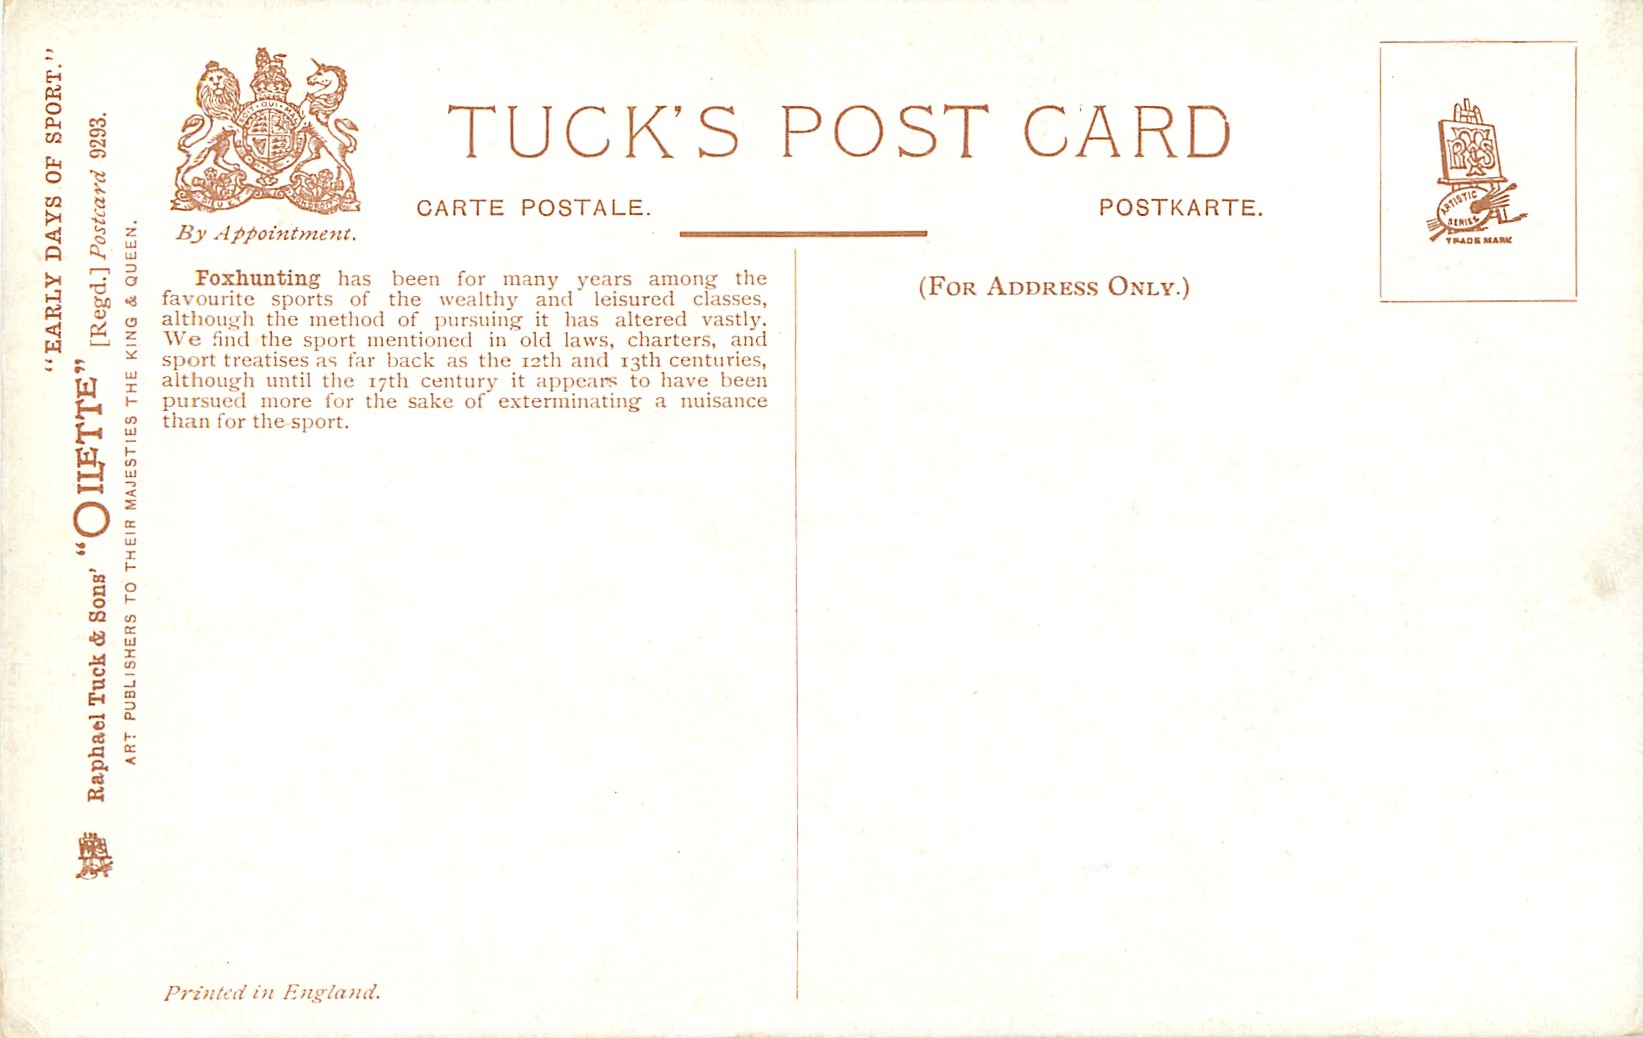 "EARLY DAYS OF SPORT."
Raphael Tuck & Sons' "OILETTE" [Regd.] Postcard 9293.
ART PUBLISHERS TO THEIR MAJESTIES THE KING & QUEEN.
By Appointment.
TUCK'S POST CARD
CARTE POSTALE.
POSTKARTE.
Foxhunting has been for many years among the
favourite sports of the wealthy and leisured classes,
although the method of pursuing it has altered vastly.
We find the sport mentioned in old laws, charters, and
sport treatises as far back as the 12th and 13th centuries,
although until the 17th century it appears to have been
pursued more for the sake of exterminating a nuisance
than for the sport.
(FOR ADDRESS ONLY.)
RTS
ARTISTIC
SERIES
TRADE MARK
Printed in England.